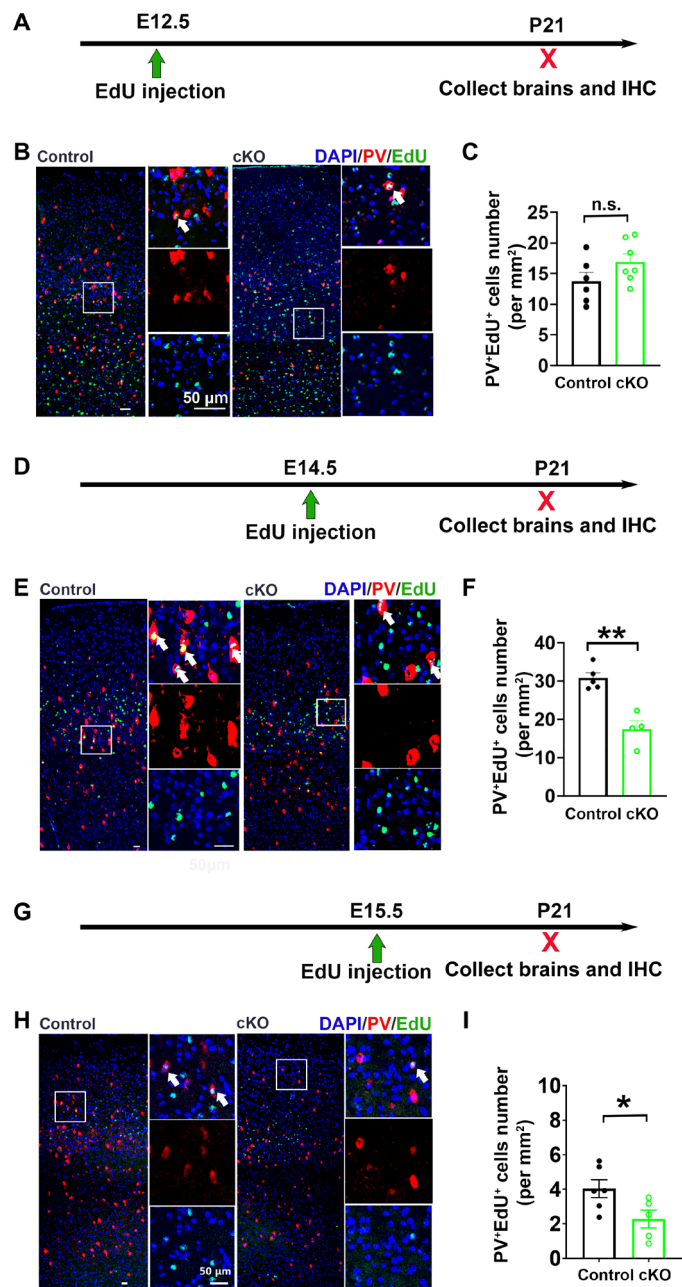 A
E12.5
P21
X
EdU injection
Collect brains and IHC
B
Control
cKO
DAPI/PV/EdU
50 µm
C
PV⁺EdU⁺ cells number
(per mm²)
n.s.
25
20
15
10
5
0
Control cKO
D
E14.5
P21
X
EdU injection
Collect brains and IHC
E
Control
cKO
DAPI/PV/EdU
50µm
F
PV⁺EdU⁺ cells number
(per mm²)
**
40
30
20
10
0
Control cKO
G
E15.5
P21
X
EdU injection
Collect brains and IHC
H
Control
cKO
DAPI/PV/EdU
50 µm
I
PV⁺EdU⁺ cells number
(per mm²)
*
6
4
2
0
Control cKO